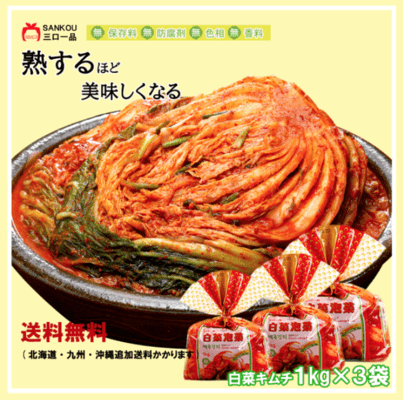 SANKOU
三口一品
無 保存料 無 防腐剤 無 色相 無 香料
熟するほど
美味しくなる
白菜泡菜
白菜泡菜
白菜泡菜
送料無料
( 北海道・九州・沖縄追加送料かかります
白菜キムチ1kg×3袋